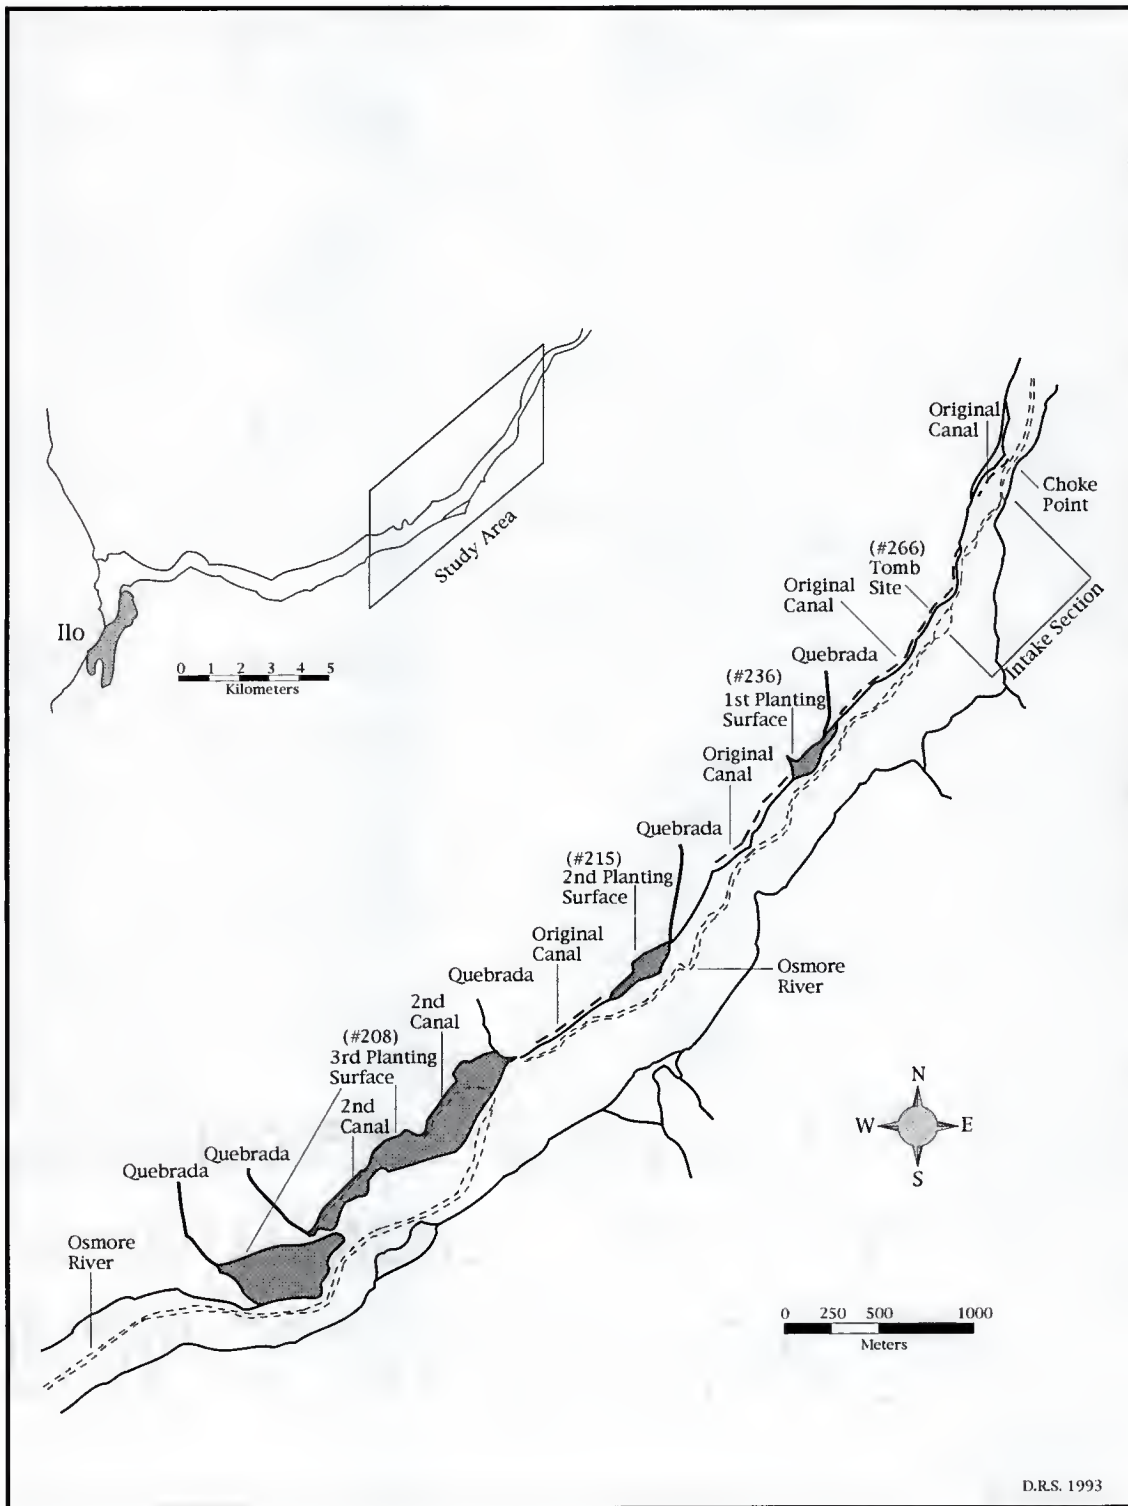 Original
Canal
Choke
Point
(#266)
Tomb
Site
Original
Canal
Intake Section
Study Area
Ilo
0 1 2 3 4 5
Kilometers
Quebrada
(#236)
1st Planting
Surface
Original
Canal
Quebrada
(#215)
2nd Planting
Surface
Original
Canal
Osmore
River
Quebrada
2nd
Canal
(#208)
3rd Planting
Surface
2nd
Canal
Quebrada
Quebrada
Osmore
River
N
W E
S
0 250 500 1000
Meters
D.R.S. 1993